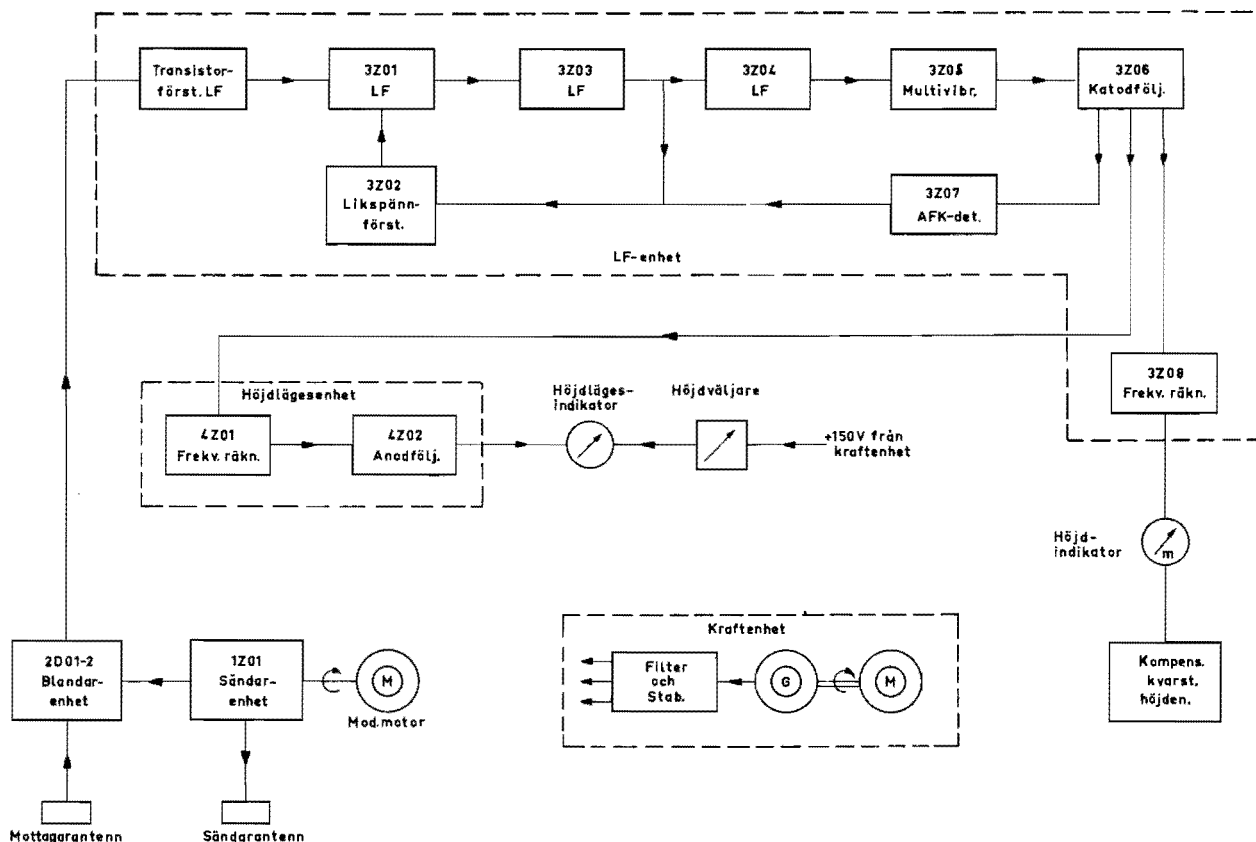 Transistor-
först. LF
3Z01
LF
3Z03
LF
3Z04
LF
3Z05
Multivibr.
3Z06
Katodfölj.
3Z02
Likspänn-
först.
3Z07
AFK-det.
LF-enhet
3Z08
Frekv. räkn.
Höjdlägesenhet
4Z01
Frekv. räkn.
4Z02
Anodfölj.
Höjdläges-
indikator
Höjdväljare
+150V från
kraftenhet
Höjd-
indikator
m
Kompens.
kvarst.
höjden.
2D01-2
Blandar-
enhet
1Z01
Sändar-
enhet
M
Mod.motor
Kraftenhet
Filter
och
Stab.
G
M
Mottagarantenn
Sändarantenn